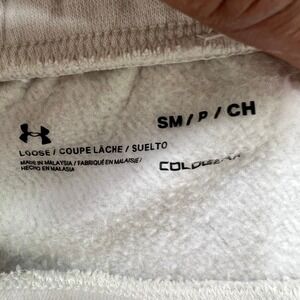 SM / P / CH
LOOSE / COUPE LÂCHE / SUELTO
MADE IN MALAYSIA / FABRIQUÉ EN MALAISIE /
HECHO EN MALASIA
COLDGEAR